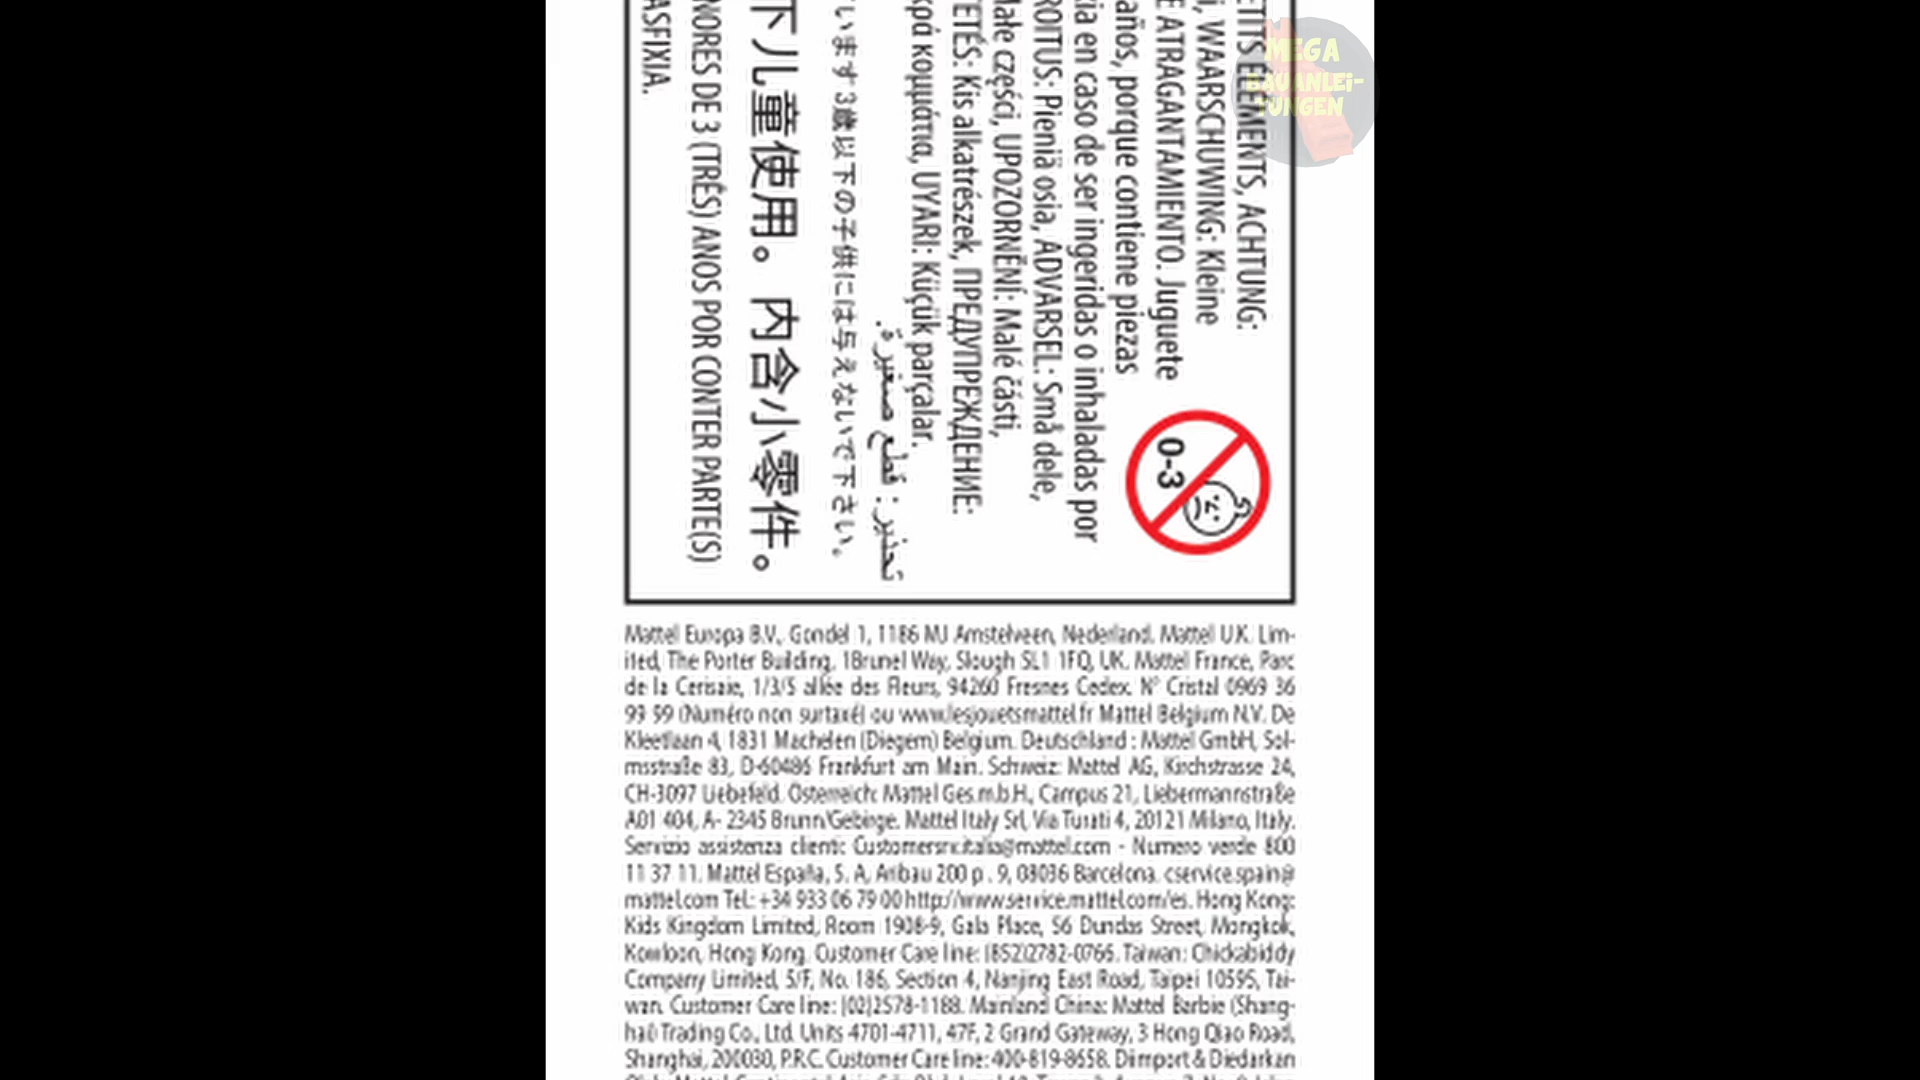 MEGA
BAUANLEI-
TUNGEN
ETITS ÉLÉMENTS, ACHTUNG:
i, WAARSCHUWING: Kleine
E ATRAGANTAMIENTO. Juguete
años, porque contiene piezas
xia en caso de ser ingeridas o inhaladas por
ROITUS: Pieniä osia, ADVARSEL: Små dele,
Małe części, UPOZORNĚNÍ: Malé části,
TETÉS: Kis alkatrészek, ПРЕДУПРЕЖДЕНИЕ:
κρά κομμάτια, UYARI: Küçük parçalar.
تحذير : قطع صغيرة.
います 3歳以下の子供には与えないで下さい。
下儿童使用。内含小零件。
NORES DE 3 (TRÊS) ANOS POR CONTER PARTE(S)
ASFIXIA.
0-3
Mattel Europa B.V., Gondel 1, 1186 MJ Amstelveen, Nederland. Mattel U.K. Lim-
ited, The Porter Building, 1Brunel Way, Slough SL1 1FQ, UK. Mattel France, Parc
de la Cerisaie, 1/3/5 allée des Fleurs, 94260 Fresnes Cedex. N° Cristal 0969 36
99 99 (Numéro non surtaxé) ou www.lesjouetsmattel.fr Mattel Belgium N.V. De
Kleetlaan 4, 1831 Machelen (Diegem) Belgium. Deutschland : Mattel GmbH, Sol-
msstraße 83, D-60486 Frankfurt am Main. Schweiz: Mattel AG, Kirchstrasse 24,
CH-3097 Liebefeld. Österreich: Mattel Ges.m.b.H., Campus 21, Liebermannstraße
A01 404, A- 2345 Brunn/Gebirge. Mattel Italy Srl, Via Turati 4, 20121 Milano, Italy.
Servizio assistenza clienti: Customersrv.italia@mattel.com - Numero verde 800
11 37 11. Mattel España, S. A, Aribau 200 p . 9, 08036 Barcelona. cservice.spain@
mattel.com Tel.: +34 933 06 79 00 http://www.service.mattel.com/es. Hong Kong:
Kids Kingdom Limited, Room 1908-9, Gala Place, 56 Dundas Street, Mongkok,
Kowloon, Hong Kong. Customer Care line: (852)2782-0766. Taiwan: Chickabiddy
Company Limited, 5/F, No. 186, Section 4, Nanjing East Road, Taipei 10595, Tai-
wan. Customer Care line: (02)2578-1188. Mainland China: Mattel Barbie (Shang-
hai) Trading Co., Ltd. Units 4701-4711, 47F, 2 Grand Gateway, 3 Hong Qiao Road,
Shanghai, 200030, P.R.C. Customer Care line: 400-819-8658. Diimport & Diedarkan